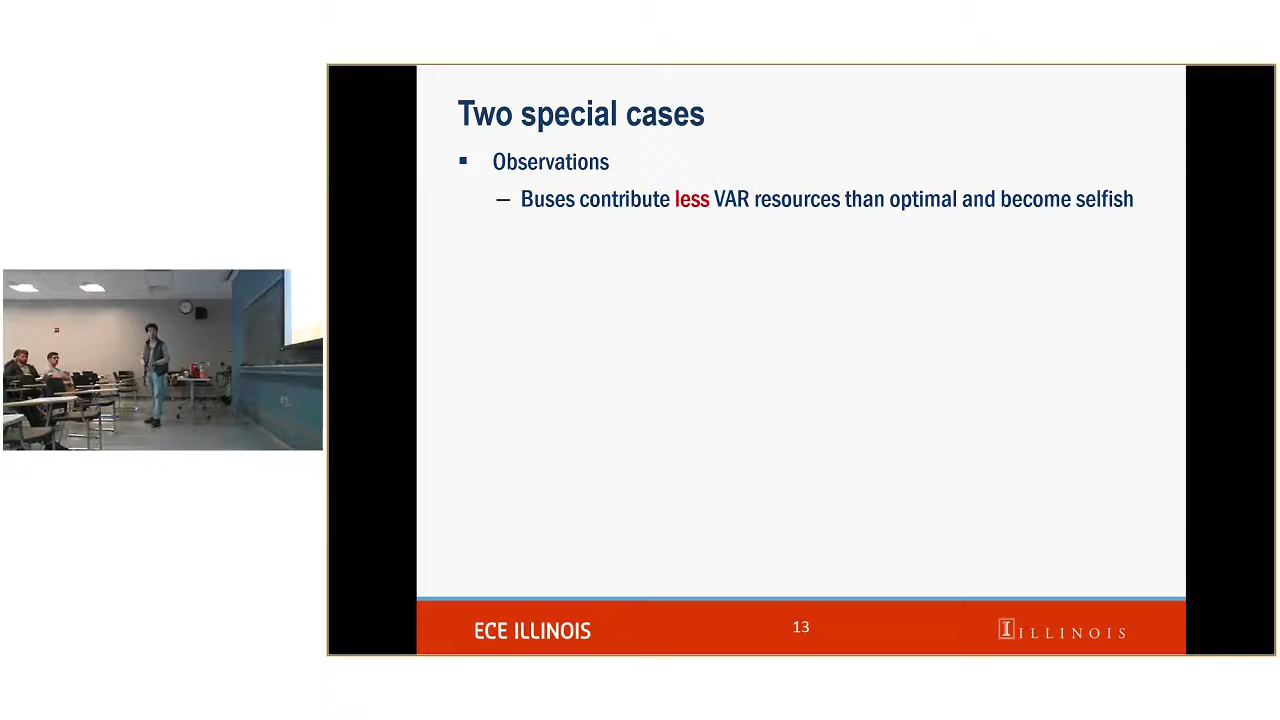 Two special cases
Observations
– Buses contribute less VAR resources than optimal and become selfish
ECE ILLINOIS
13
I ILLINOIS